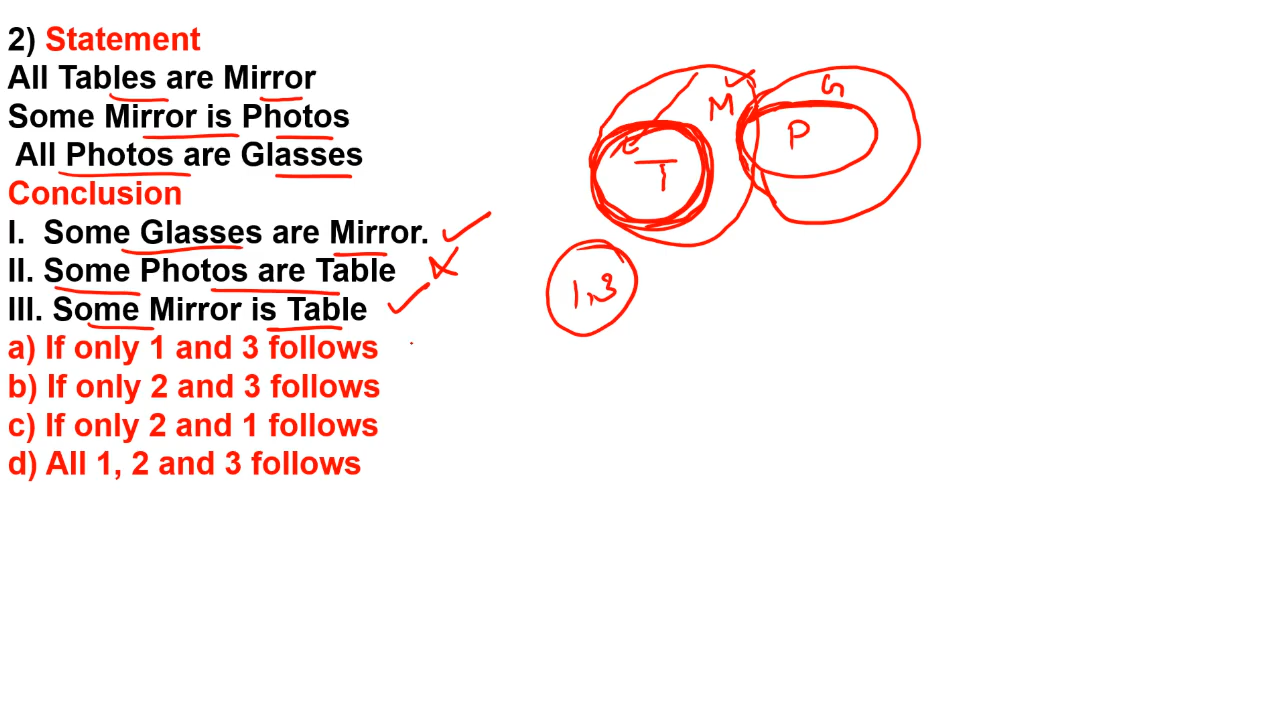 2) Statement
All Tables are Mirror
Some Mirror is Photos
All Photos are Glasses
Conclusion
I. Some Glasses are Mirror.
II. Some Photos are Table
III. Some Mirror is Table
a) If only 1 and 3 follows
b) If only 2 and 3 follows
c) If only 2 and 1 follows
d) All 1, 2 and 3 follows
M
G
P
T
1,3